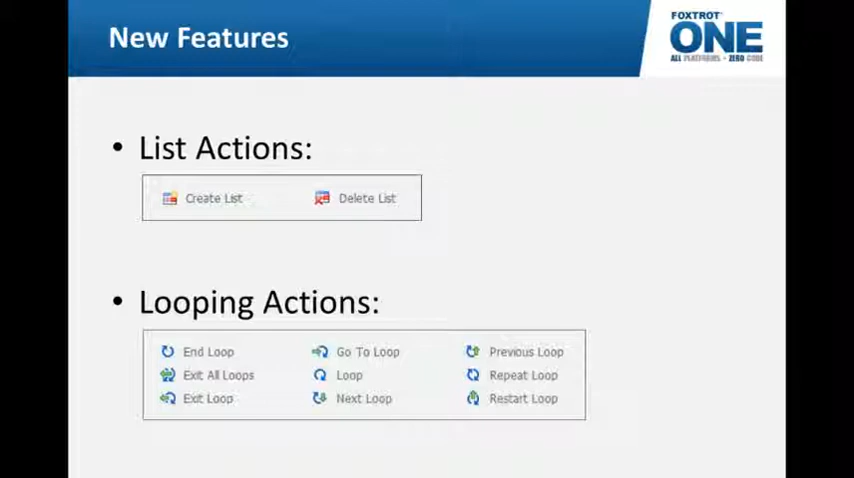 New Features
FOXTROT
ONE
ALL PLATFORMS • ZERO CODE
• List Actions:
Create List Delete List
• Looping Actions:
End Loop Go To Loop Previous Loop
Exit All Loops Loop Repeat Loop
Exit Loop Next Loop Restart Loop